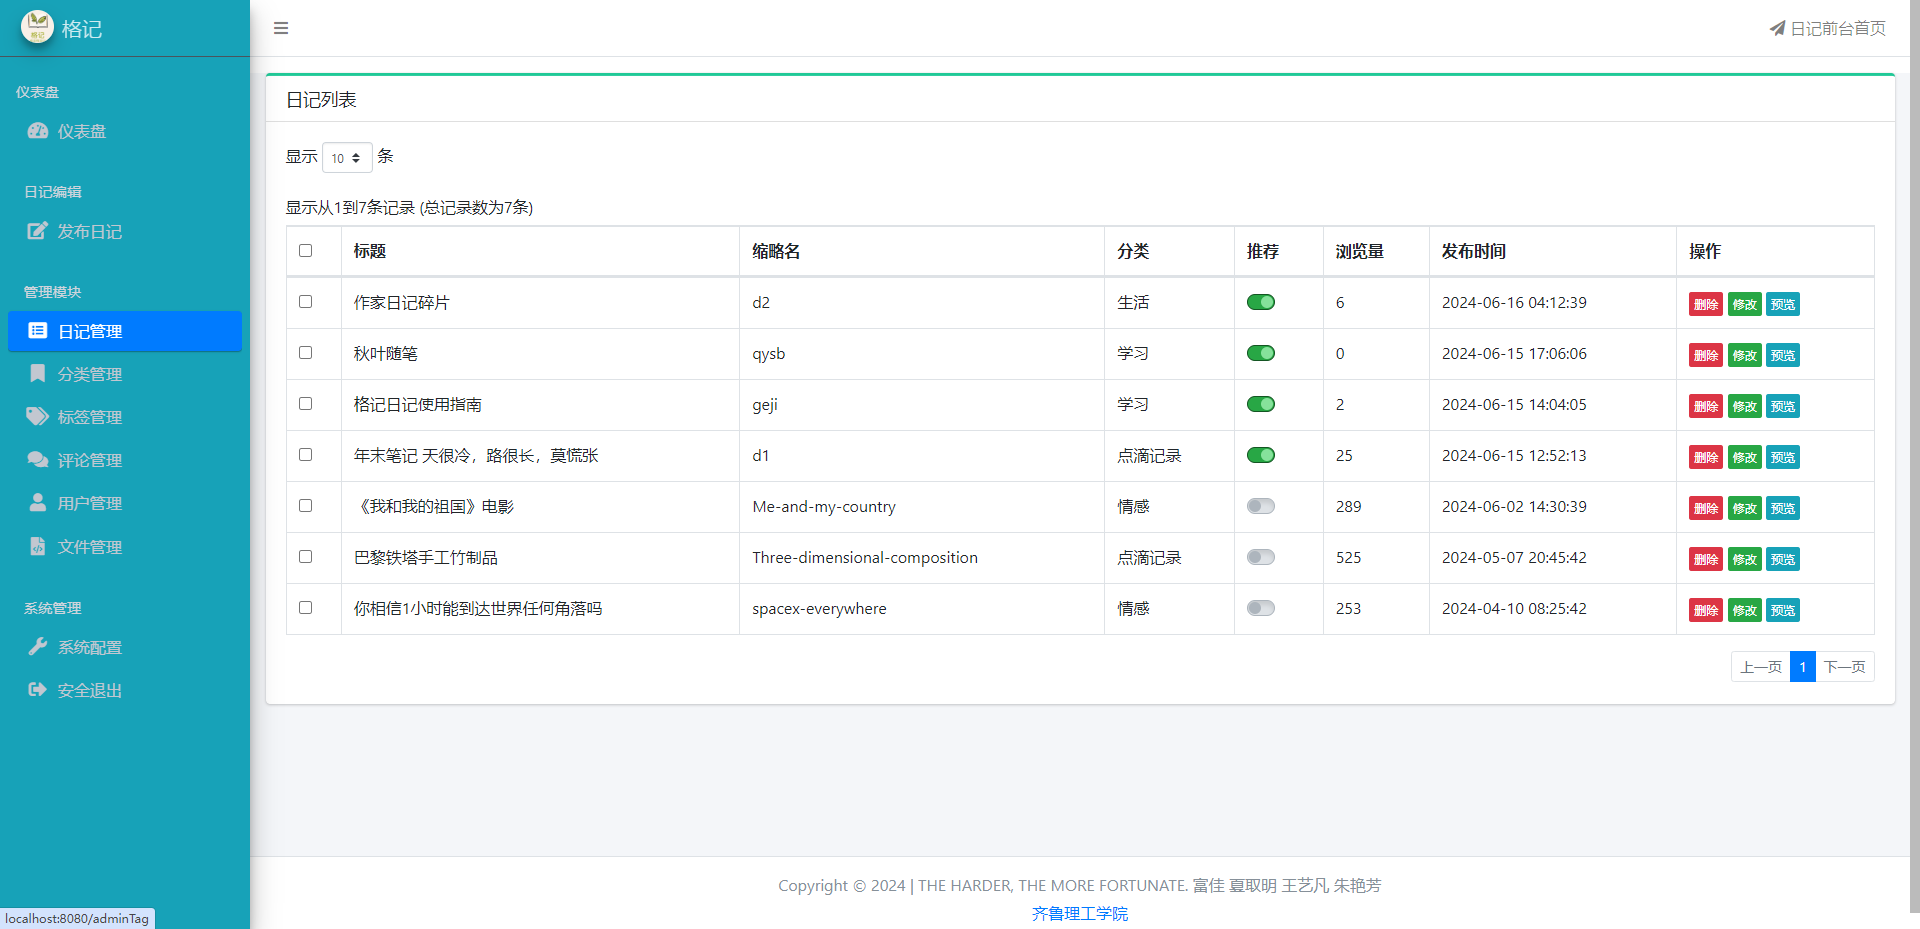 格记
日记前台首页
仪表盘
仪表盘
日记编辑
发布日记
管理模块
日记管理
分类管理
标签管理
评论管理
用户管理
文件管理
系统管理
系统配置
安全退出
日记列表
显示 10 条
显示从1到7条记录 (总记录数为7条)
标题 缩略名 分类 推荐 浏览量 发布时间 操作
作家日记碎片 d2 生活 6 2024-06-16 04:12:39 删除 修改 预览
秋叶随笔 qysb 学习 0 2024-06-15 17:06:06 删除 修改 预览
格记日记使用指南 geji 学习 2 2024-06-15 14:04:05 删除 修改 预览
年末笔记 天很冷，路很长，莫慌张 d1 点滴记录 25 2024-06-15 12:52:13 删除 修改 预览
《我和我的祖国》电影 Me-and-my-country 情感 289 2024-06-02 14:30:39 删除 修改 预览
巴黎铁塔手工竹制品 Three-dimensional-composition 点滴记录 525 2024-05-07 20:45:42 删除 修改 预览
你相信1小时能到达世界任何角落吗 spacex-everywhere 情感 253 2024-04-10 08:25:42 删除 修改 预览
上一页 1 下一页
Copyright © 2024 | THE HARDER, THE MORE FORTUNATE. 富佳 夏取明 王艺凡 朱艳芳
齐鲁理工学院
localhost:8080/adminTag